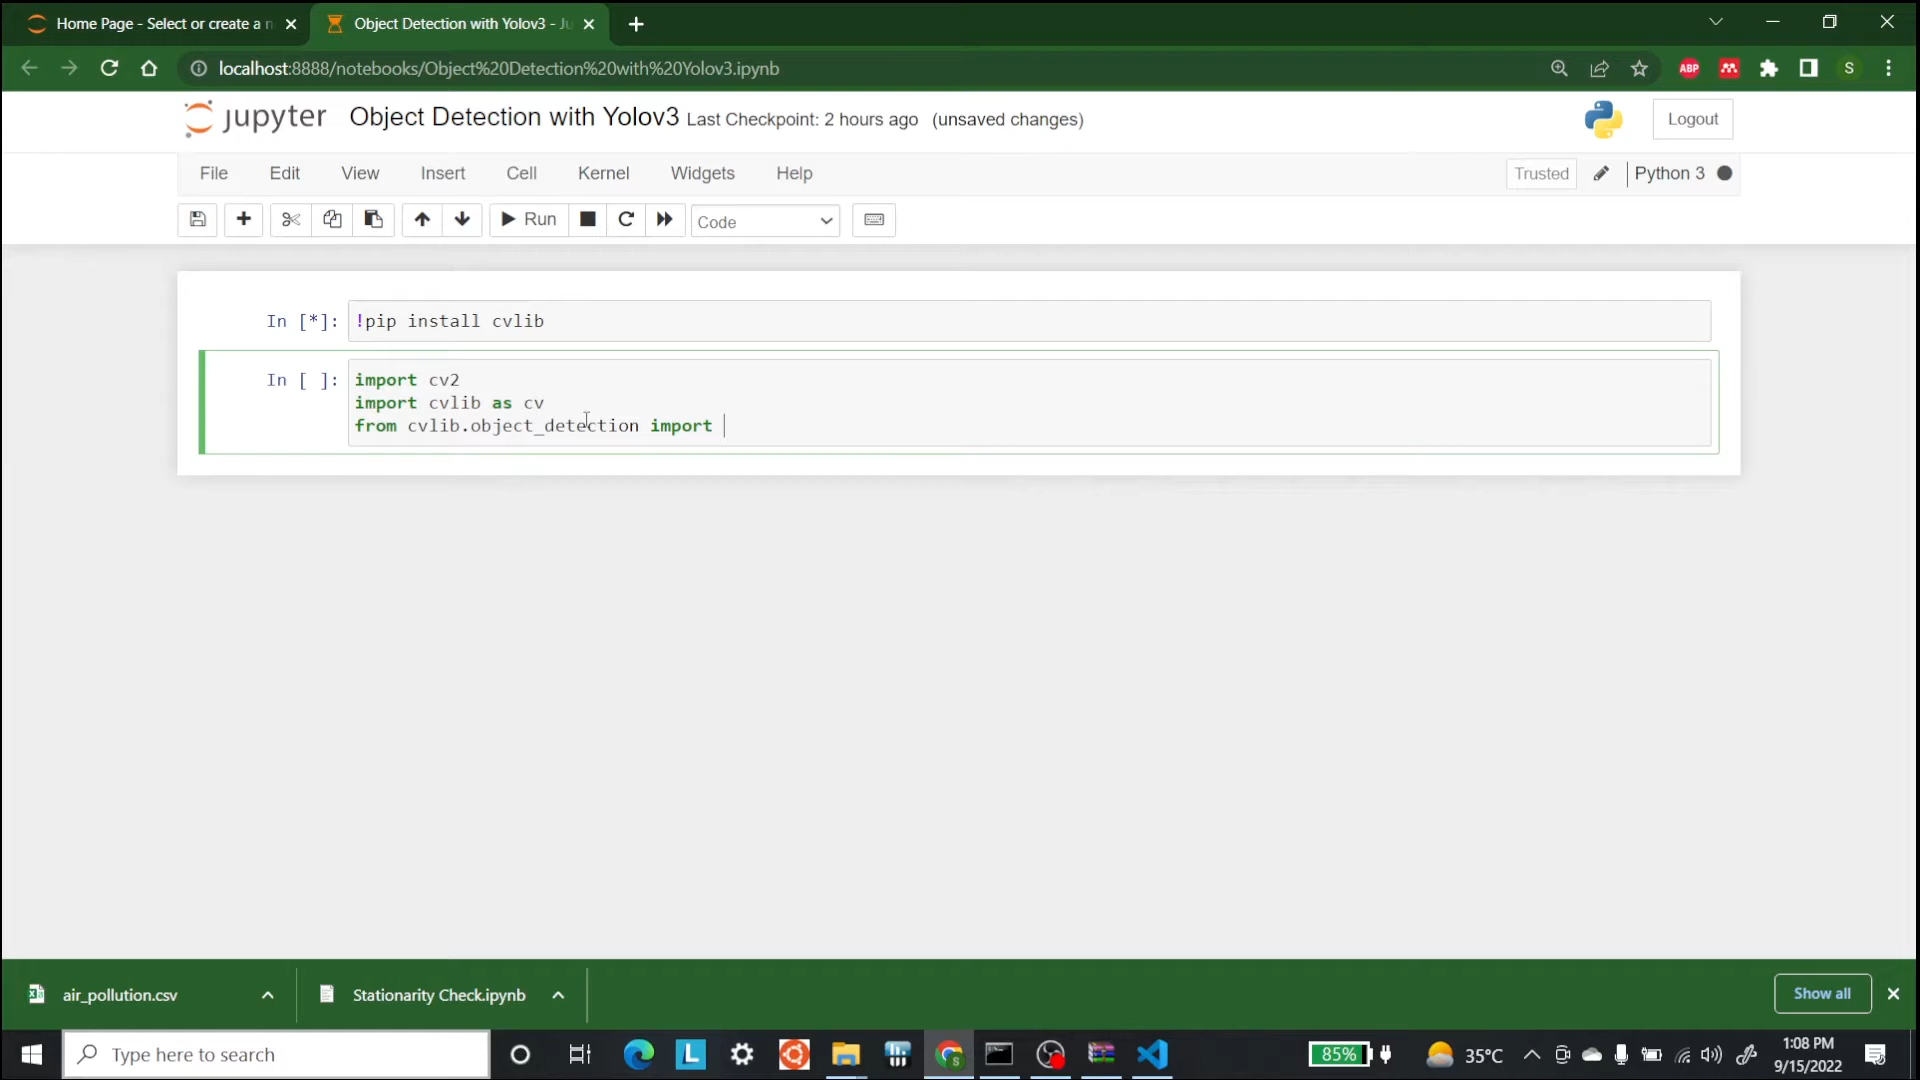 Home Page - Select or create a n
Object Detection with Yolov3 - Ju
localhost:8888/notebooks/Object%20Detection%20with%20Yolov3.ipynb
ABP
S
jupyter Object Detection with Yolov3 Last Checkpoint: 2 hours ago (unsaved changes)
Logout
File Edit View Insert Cell Kernel Widgets Help
Trusted Python 3
Run Code
In [*]: !pip install cvlib
In [ ]: import cv2
import cvlib as cv
from cvlib.object_detection import
air_pollution.csv
Stationarity Check.ipynb
Show all
Type here to search
L
S
85%
35°C
1:08 PM
9/15/2022